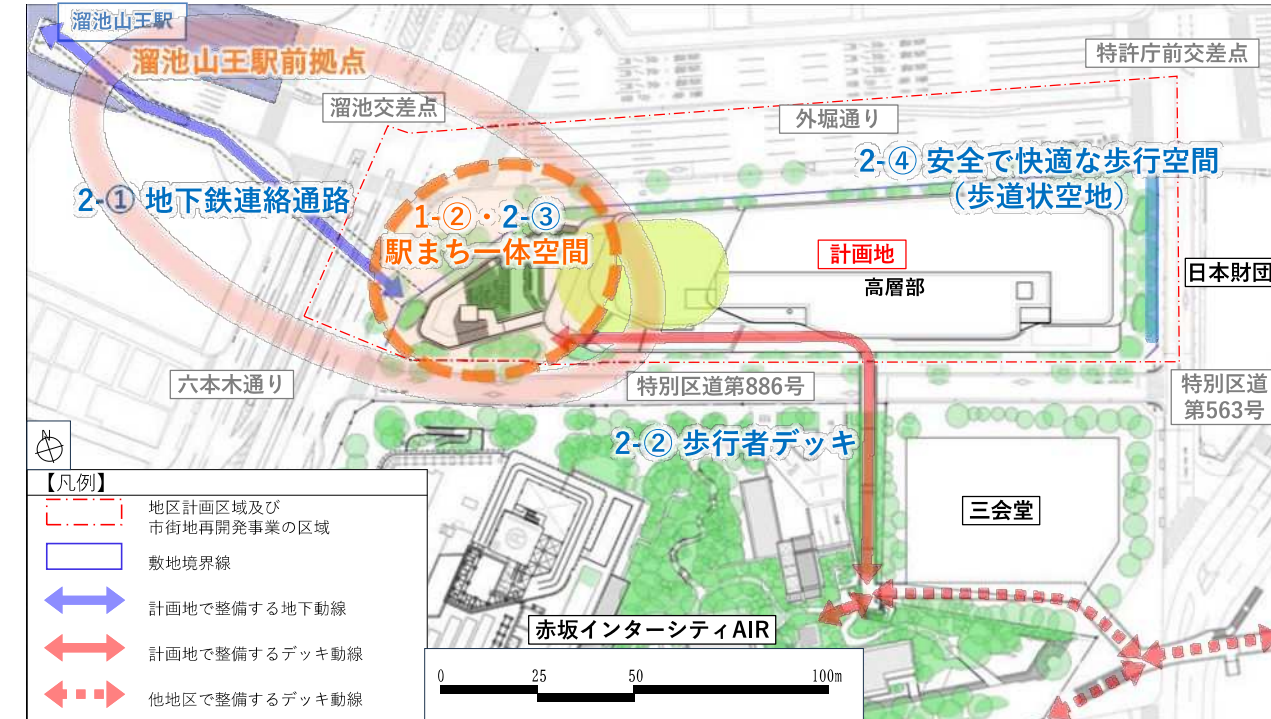 溜池山王駅
溜池山王駅前拠点
特許庁前交差点
溜池交差点
外堀通り
2-④ 安全で快適な歩行空間
(歩道状空地)
2-① 地下鉄連絡通路
1-②・2-③
駅まち一体空間
計画地
高層部
日本財団
六本木通り
特別区道第886号
特別区道
第563号
2-② 歩行者デッキ
N
【凡例】
地区計画区域及び
市街地再開発事業の区域
敷地境界線
計画地で整備する地下動線
計画地で整備するデッキ動線
他地区で整備するデッキ動線
三会堂
赤坂インターシティAIR
0 25 50 100m